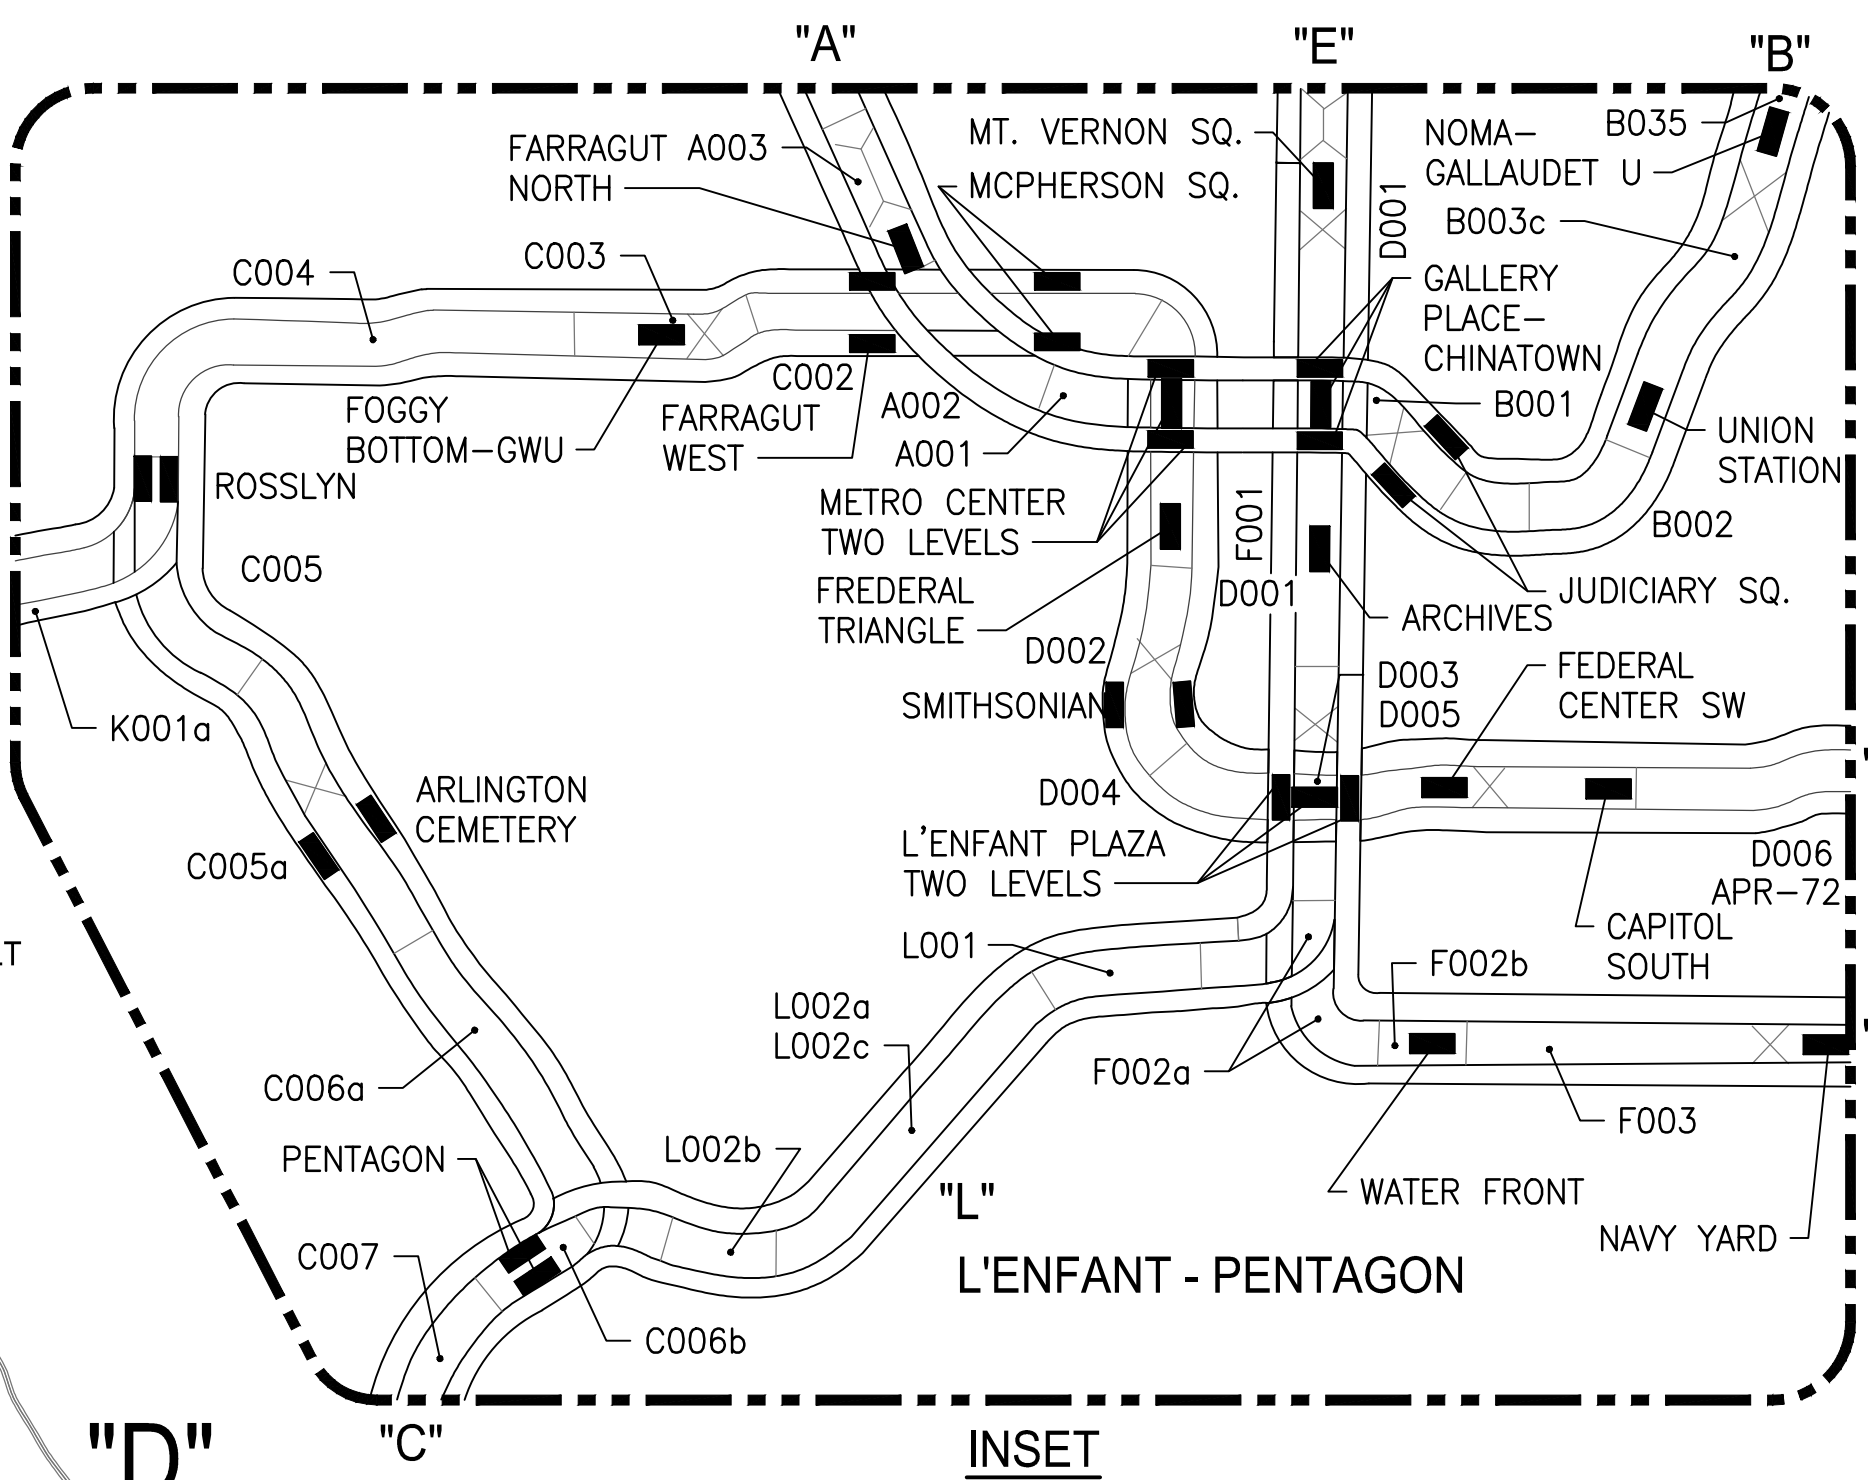 "A"
"E"
"B"
FARRAGUT A003
NORTH
MT. VERNON SQ.
MCPHERSON SQ.
D001
NOMA-
GALLAUDET U
B035
B003c
C004
C003
GALLERY
PLACE-
CHINATOWN
C002
FOGGY
BOTTOM-GWU
FARRAGUT
WEST
A002
A001
B001
UNION
STATION
ROSSLYN
METRO CENTER
TWO LEVELS
F001
B002
C005
FREDERAL
TRIANGLE
D001
JUDICIARY SQ.
ARCHIVES
D002
SMITHSONIAN
D003
D005
FEDERAL
CENTER SW
K001a
ARLINGTON
CEMETERY
D004
C005a
L'ENFANT PLAZA
TWO LEVELS
D006
APR-72
CAPITOL
SOUTH
LT
L001
F002b
L002a
L002c
C006a
F002a
F003
PENTAGON
L002b
"L"
WATER FRONT
NAVY YARD
C007
L'ENFANT - PENTAGON
C006b
"D"
"C"
INSET